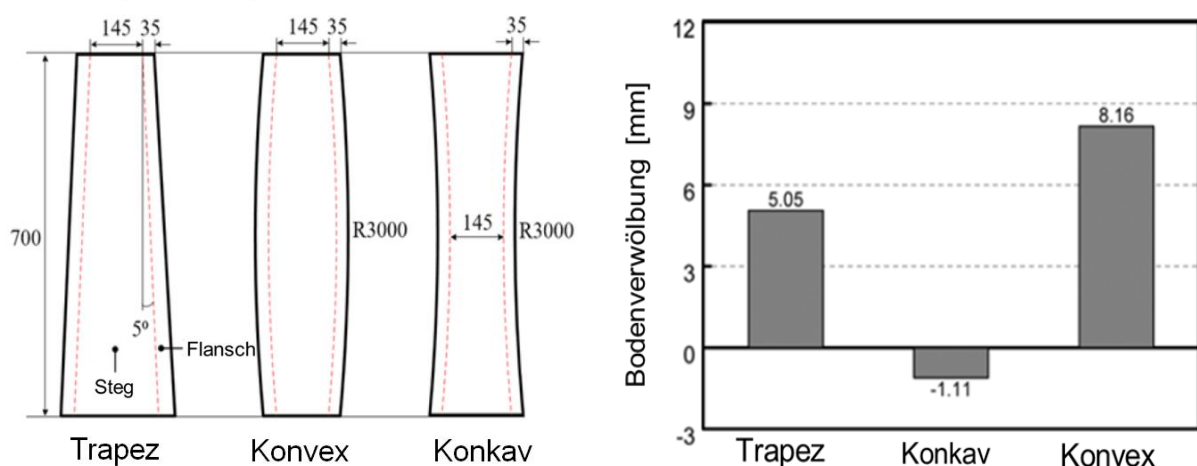 145 35
145 35
35
700
R3000
145
R3000
5º
Flansch
Steg
Trapez
Konvex
Konkav
Bodenverwölbung [mm]
12
9
6
3
0
-3
5.05
-1.11
8.16
Trapez
Konkav
Konvex